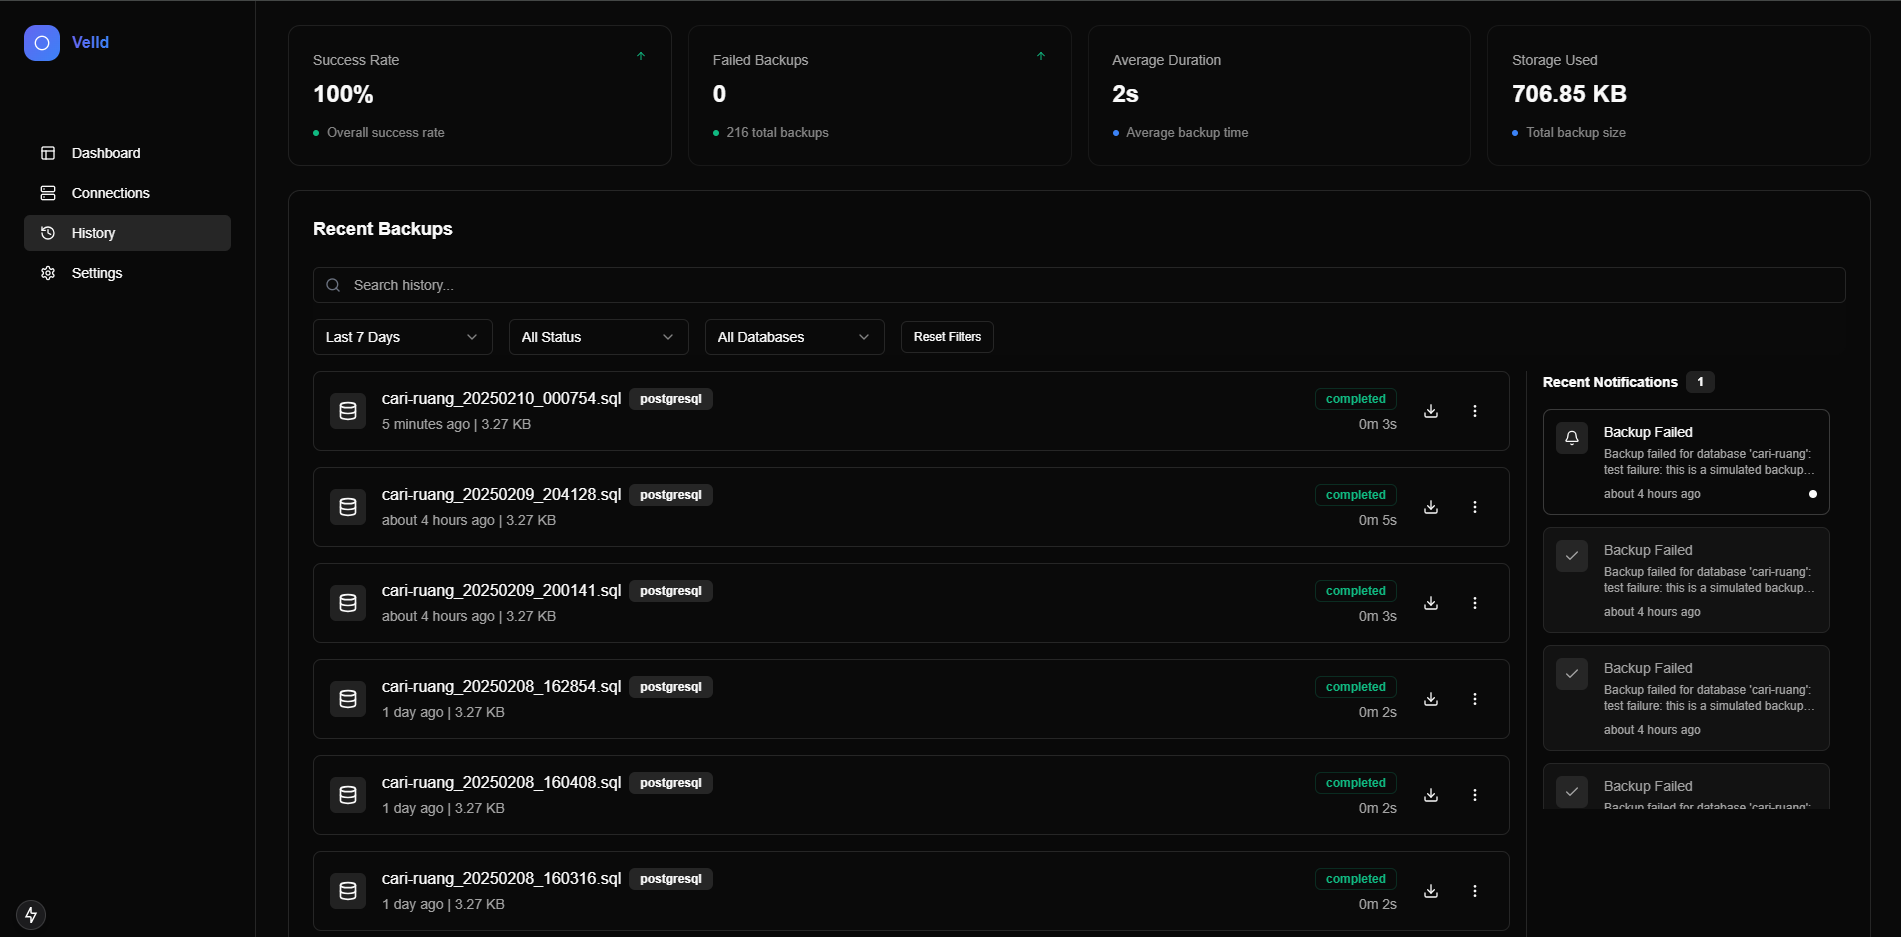 Velld
Dashboard
Connections
History
Settings
Success Rate
100%
Overall success rate
Failed Backups
0
216 total backups
Average Duration
2s
Average backup time
Storage Used
706.85 KB
Total backup size
Recent Backups
Search history...
Last 7 Days
All Status
All Databases
Reset Filters
cari-ruang_20250210_000754.sql postgresql
5 minutes ago | 3.27 KB
completed
0m 3s
cari-ruang_20250209_204128.sql postgresql
about 4 hours ago | 3.27 KB
completed
0m 5s
cari-ruang_20250209_200141.sql postgresql
about 4 hours ago | 3.27 KB
completed
0m 3s
cari-ruang_20250208_162854.sql postgresql
1 day ago | 3.27 KB
completed
0m 2s
cari-ruang_20250208_160408.sql postgresql
1 day ago | 3.27 KB
completed
0m 2s
cari-ruang_20250208_160316.sql postgresql
1 day ago | 3.27 KB
completed
0m 2s
Recent Notifications 1
Backup Failed
Backup failed for database 'cari-ruang':
test failure: this is a simulated backup...
about 4 hours ago
Backup Failed
Backup failed for database 'cari-ruang':
test failure: this is a simulated backup...
about 4 hours ago
Backup Failed
Backup failed for database 'cari-ruang':
test failure: this is a simulated backup...
about 4 hours ago
Backup Failed
Backup failed for database 'cari-ruang':